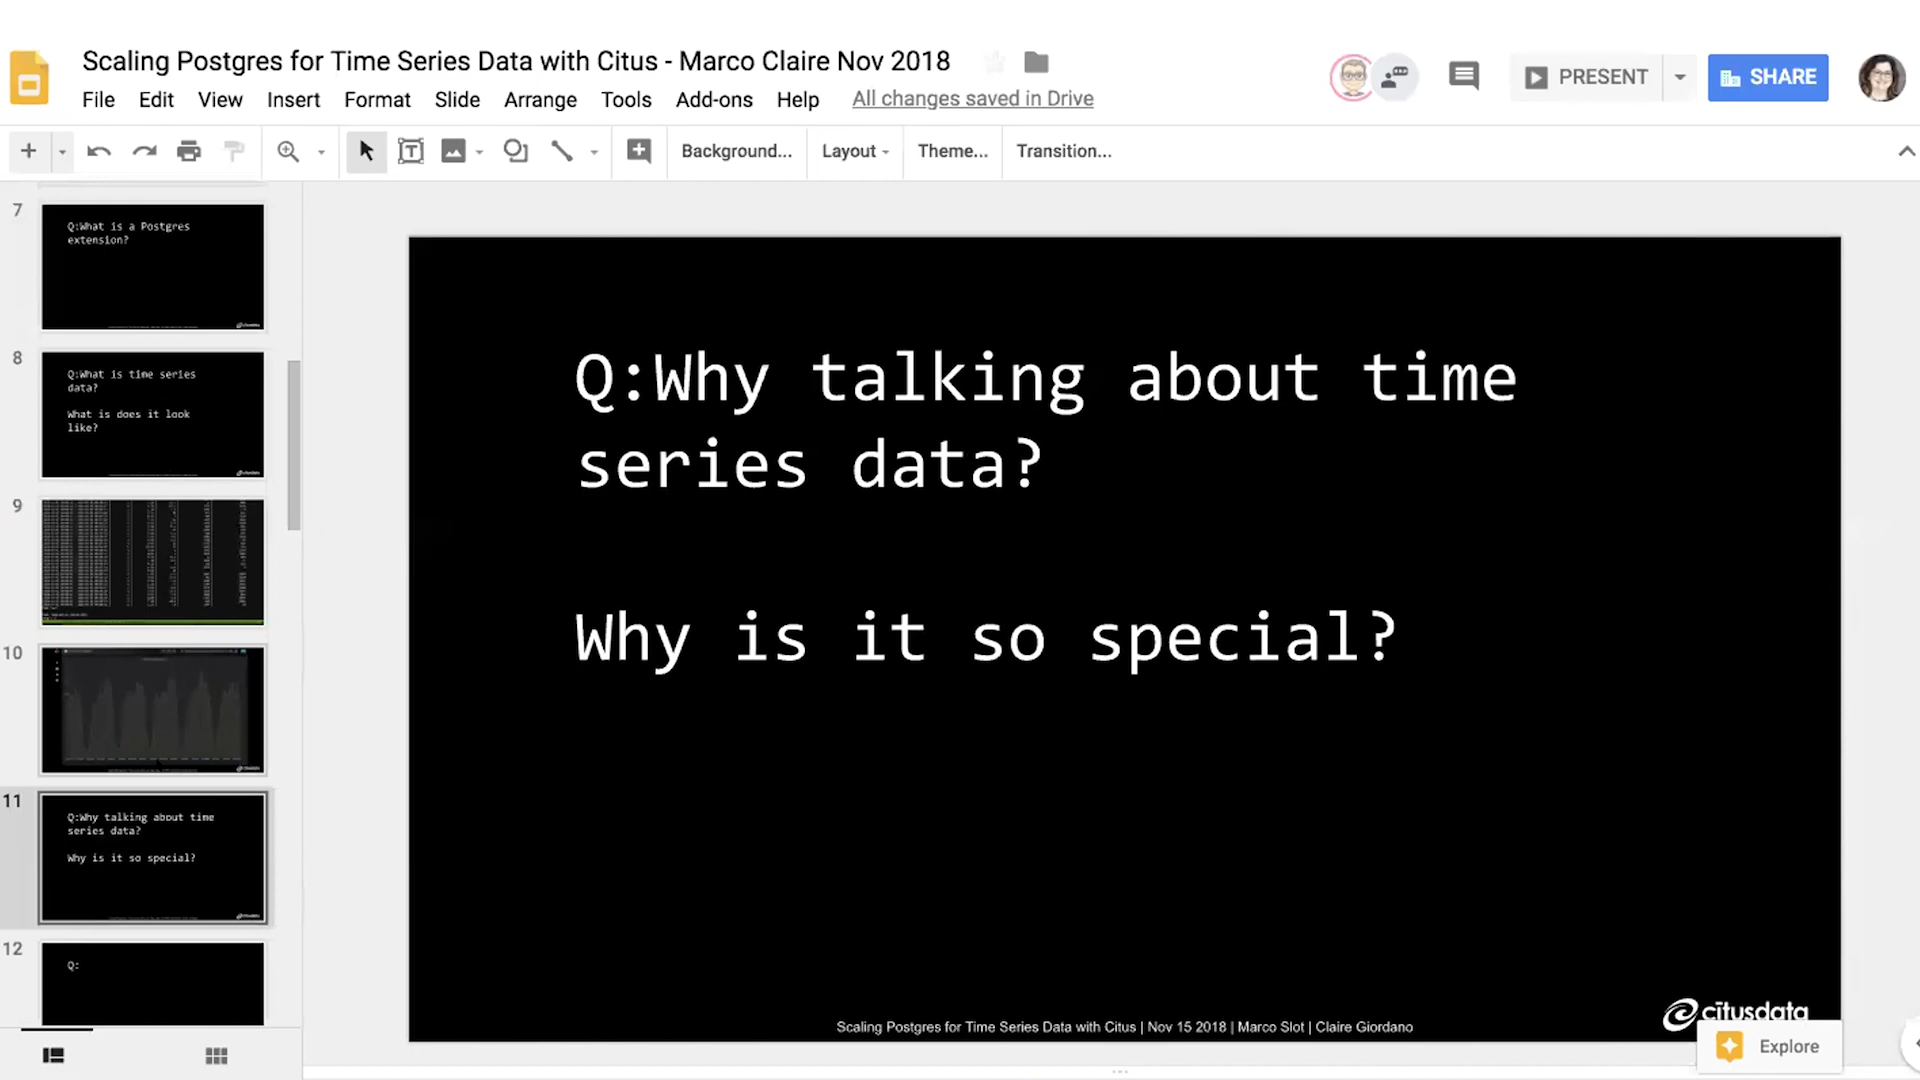 Scaling Postgres for Time Series Data with Citus - Marco Claire Nov 2018
File Edit View Insert Format Slide Arrange Tools Add-ons Help All changes saved in Drive
PRESENT
SHARE
Background... Layout Theme... Transition...
7
Q:What is a Postgres
extension?
8
Q:What is time series
data?
What is does it look
like?
9
10
11
Q:Why talking about time
series data?
Why is it so special?
12
Q:
Q:Why talking about time
series data?
Why is it so special?
Scaling Postgres for Time Series Data with Citus | Nov 15 2018 | Marco Slot | Claire Giordano
citusdata
Explore